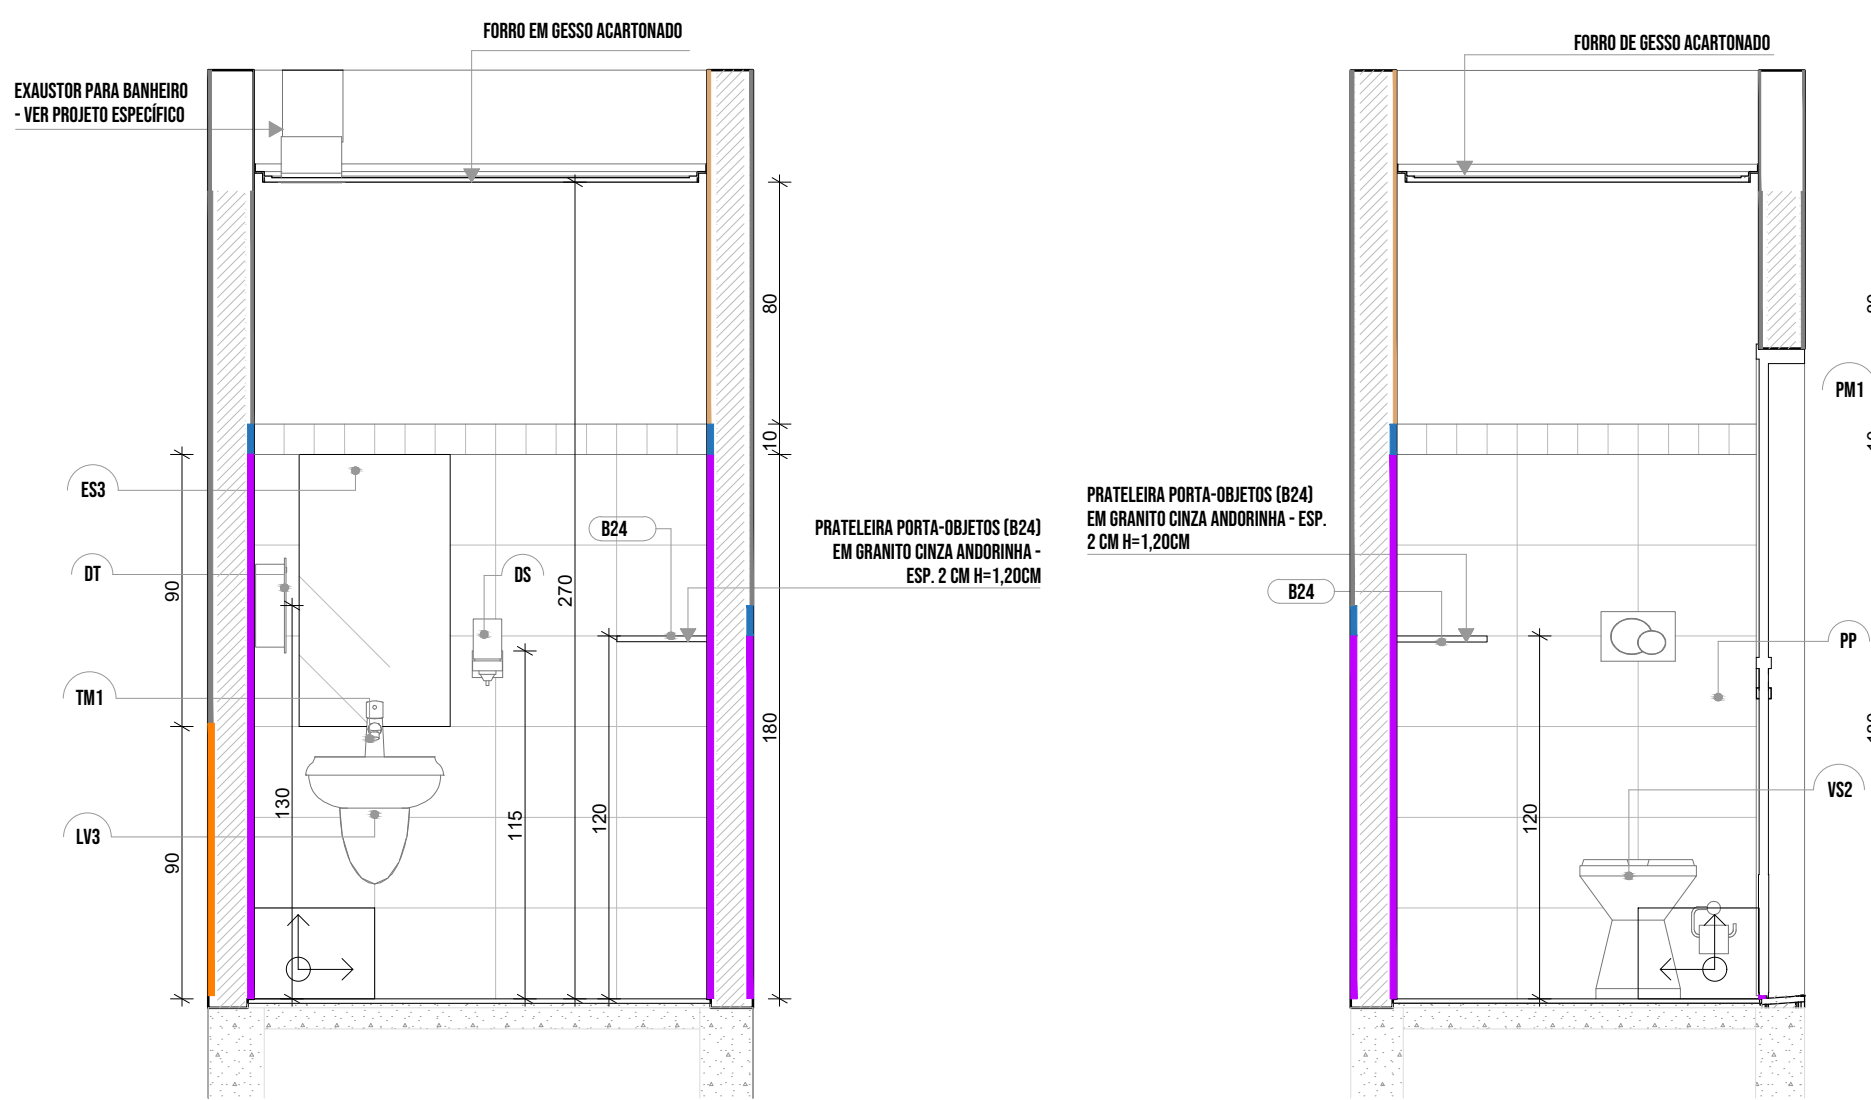 FORRO EM GESSO ACARTONADO
EXAUSTOR PARA BANHEIRO
- VER PROJETO ESPECÍFICO
80
10
ES3
B24
PRATELEIRA PORTA-OBJETOS (B24)
EM GRANITO CINZA ANDORINHA -
ESP. 2 CM H=1,20CM
DT
DS
90
270
TM1
180
130
115
120
LV3
90
FORRO DE GESSO ACARTONADO
PM1
PRATELEIRA PORTA-OBJETOS (B24)
EM GRANITO CINZA ANDORINHA - ESP.
2 CM H=1,20CM
B24
PP
VS2
120